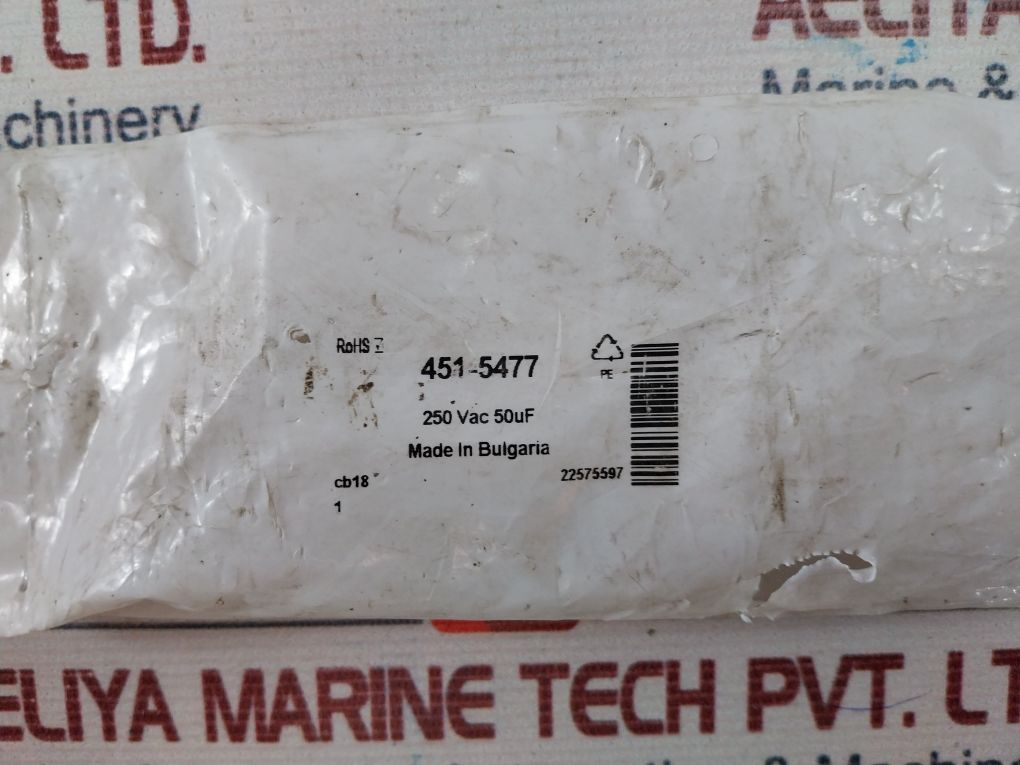 . LTD.
chinery
Marine &
RoHS
451-5477
PE
250 Vac 50uF
Made In Bulgaria
22575597
cb18
1
ELIYA MARINE TECH PVT. LT